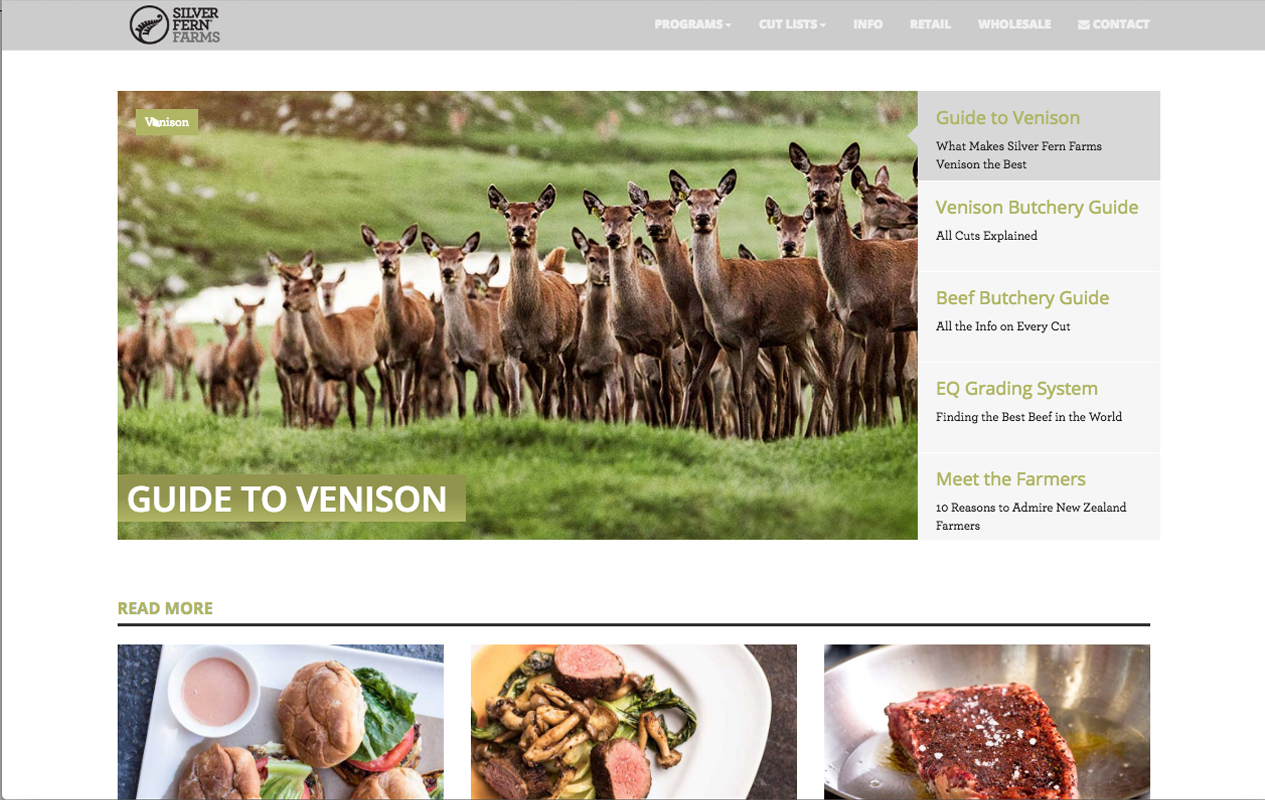 SILVER
FERN
FARMS
PROGRAMS
CUT LISTS
INFO
RETAIL
WHOLESALE
CONTACT
Venison
GUIDE TO VENISON
Guide to Venison
What Makes Silver Fern Farms
Venison the Best
Venison Butchery Guide
All Cuts Explained
Beef Butchery Guide
All the Info on Every Cut
EQ Grading System
Finding the Best Beef in the World
Meet the Farmers
10 Reasons to Admire New Zealand
Farmers
READ MORE